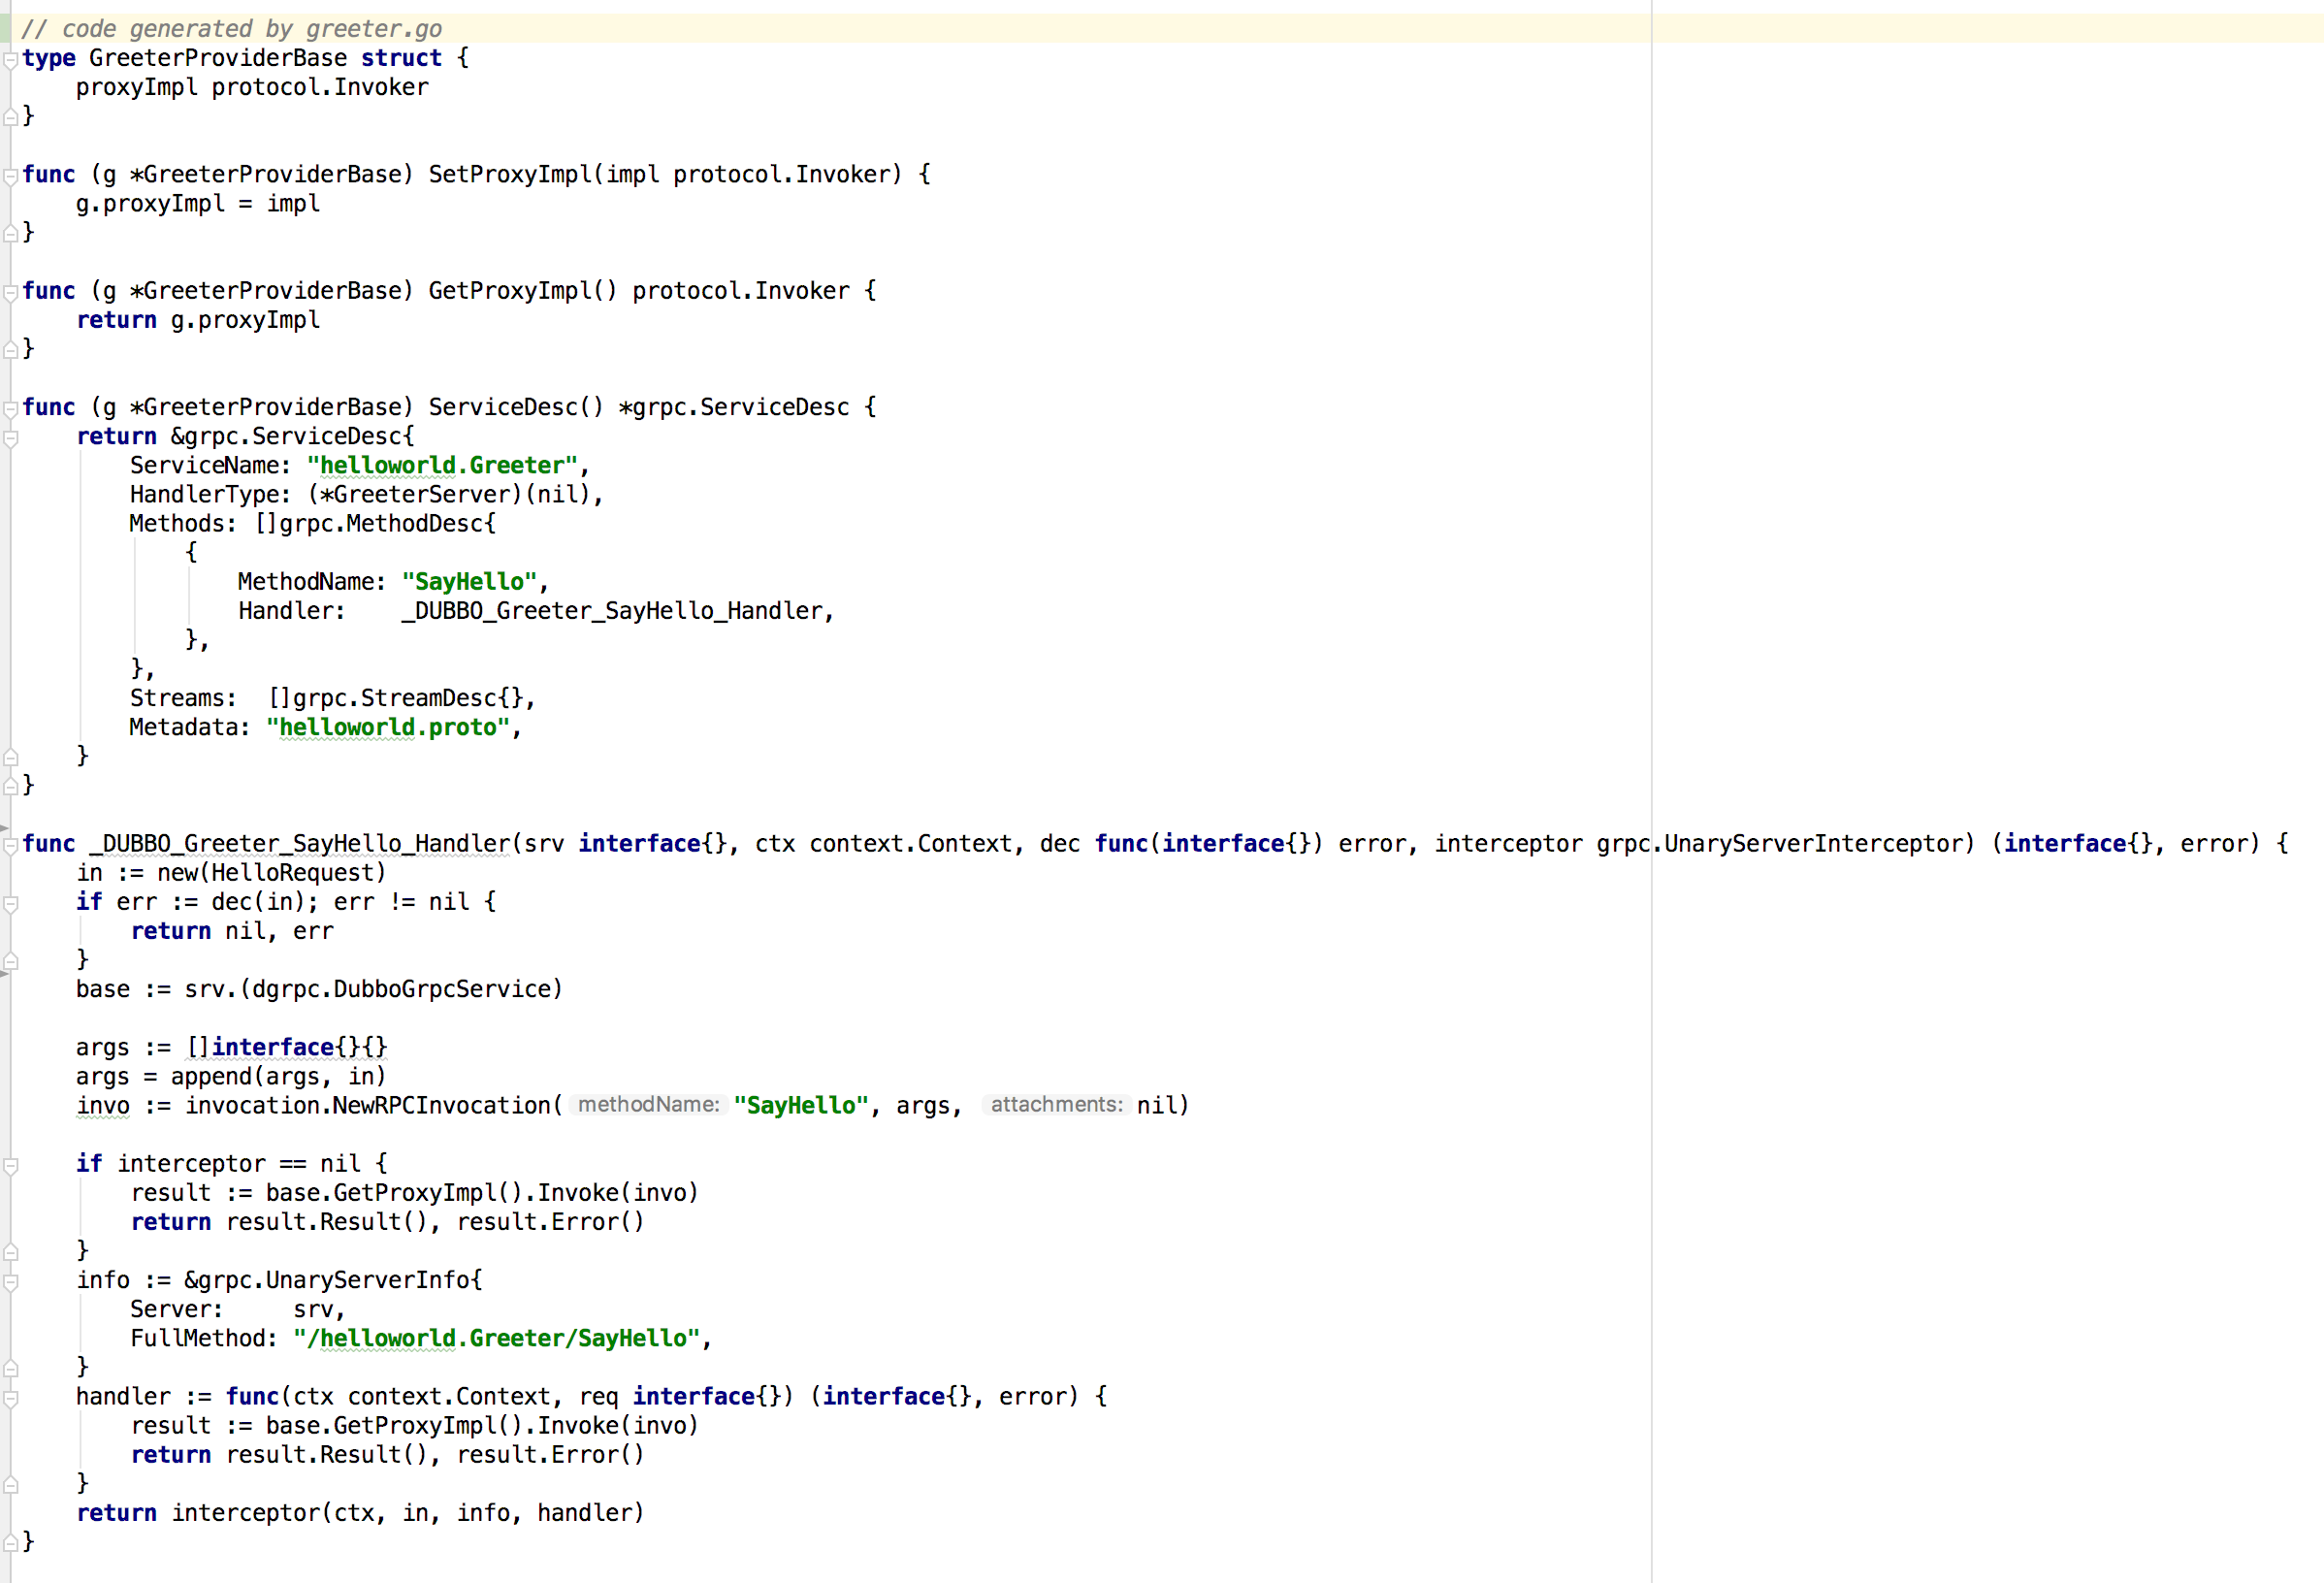 // code generated by greeter.go
type GreeterProviderBase struct {
    proxyImpl protocol.Invoker
}

func (g *GreeterProviderBase) SetProxyImpl(impl protocol.Invoker) {
    g.proxyImpl = impl
}

func (g *GreeterProviderBase) GetProxyImpl() protocol.Invoker {
    return g.proxyImpl
}

func (g *GreeterProviderBase) ServiceDesc() *grpc.ServiceDesc {
    return &grpc.ServiceDesc{
        ServiceName: "helloworld.Greeter",
        HandlerType: (*GreeterServer)(nil),
        Methods: []grpc.MethodDesc{
            {
                MethodName: "SayHello",
                Handler:    _DUBBO_Greeter_SayHello_Handler,
            },
        },
        Streams:  []grpc.StreamDesc{},
        Metadata: "helloworld.proto",
    }
}

func _DUBBO_Greeter_SayHello_Handler(srv interface{}, ctx context.Context, dec func(interface{}) error, interceptor grpc.UnaryServerInterceptor) (interface{}, error) {
    in := new(HelloRequest)
    if err := dec(in); err != nil {
        return nil, err
    }
    base := srv.(dgrpc.DubboGrpcService)

    args := []interface{}{}
    args = append(args, in)
    invo := invocation.NewRPCInvocation( methodName: "SayHello", args, attachments: nil)

    if interceptor == nil {
        result := base.GetProxyImpl().Invoke(invo)
        return result.Result(), result.Error()
    }
    info := &grpc.UnaryServerInfo{
        Server:     srv,
        FullMethod: "/helloworld.Greeter/SayHello",
    }
    handler := func(ctx context.Context, req interface{}) (interface{}, error) {
        result := base.GetProxyImpl().Invoke(invo)
        return result.Result(), result.Error()
    }
    return interceptor(ctx, in, info, handler)
}